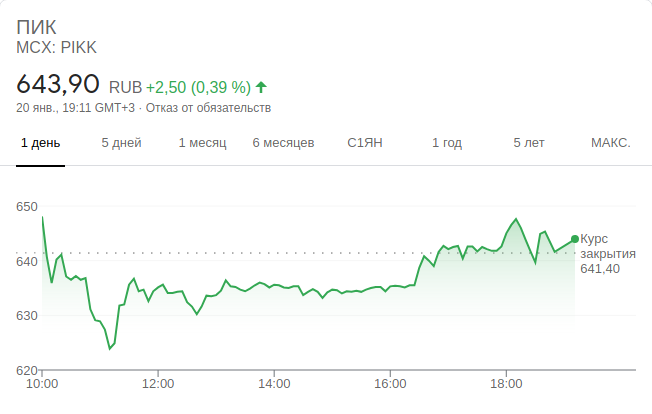 ПИК
MCX: PIKK
643,90 RUB +2,50 (0,39 %)
20 янв., 19:11 GMT+3 · Отказ от обязательств
1 день 5 дней 1 месяц 6 месяцев С1ЯН 1 год 5 лет МАКС.
650
640
630
620
Курс
закрытия
641,40
10:00 12:00 14:00 16:00 18:00